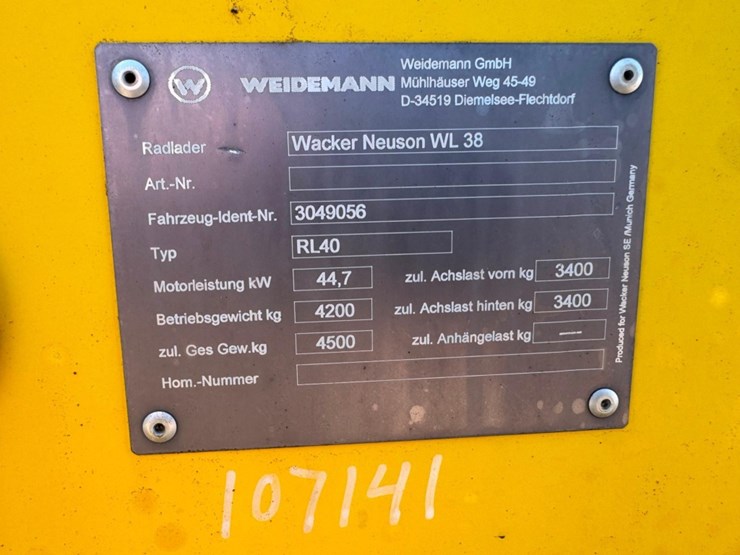 Weidemann GmbH
W WEIDEMANN Mühlhäuser Weg 45-49
D-34519 Diemelsee-Flechtdorf
Radlader Wacker Neuson WL 38
Art.-Nr.
Fahrzeug-Ident-Nr. 3049056
Typ RL40
Motorleistung kW 44,7 zul. Achslast vorn kg 3400
Betriebsgewicht kg 4200 zul. Achslast hinten kg 3400
zul. Ges Gew.kg 4500 zul. Anhängelast kg —
Hom.-Nummer
Produced for Wacker Neuson SE /Munich Germany
107141